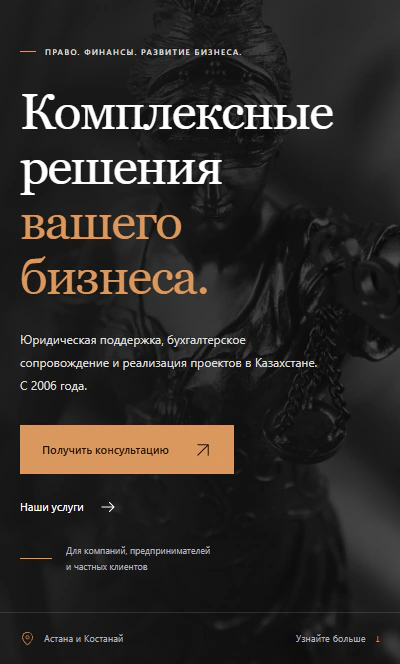 ПРАВО. ФИНАНСЫ. РАЗВИТИЕ БИЗНЕСА.
Комплексные
решения
вашего
бизнеса.
Юридическая поддержка, бухгалтерское
сопровождение и реализация проектов в Казахстане.
С 2006 года.
Получить консультацию
Наши услуги
Для компаний, предпринимателей
и частных клиентов
Астана и Костанай
Узнайте больше ↓